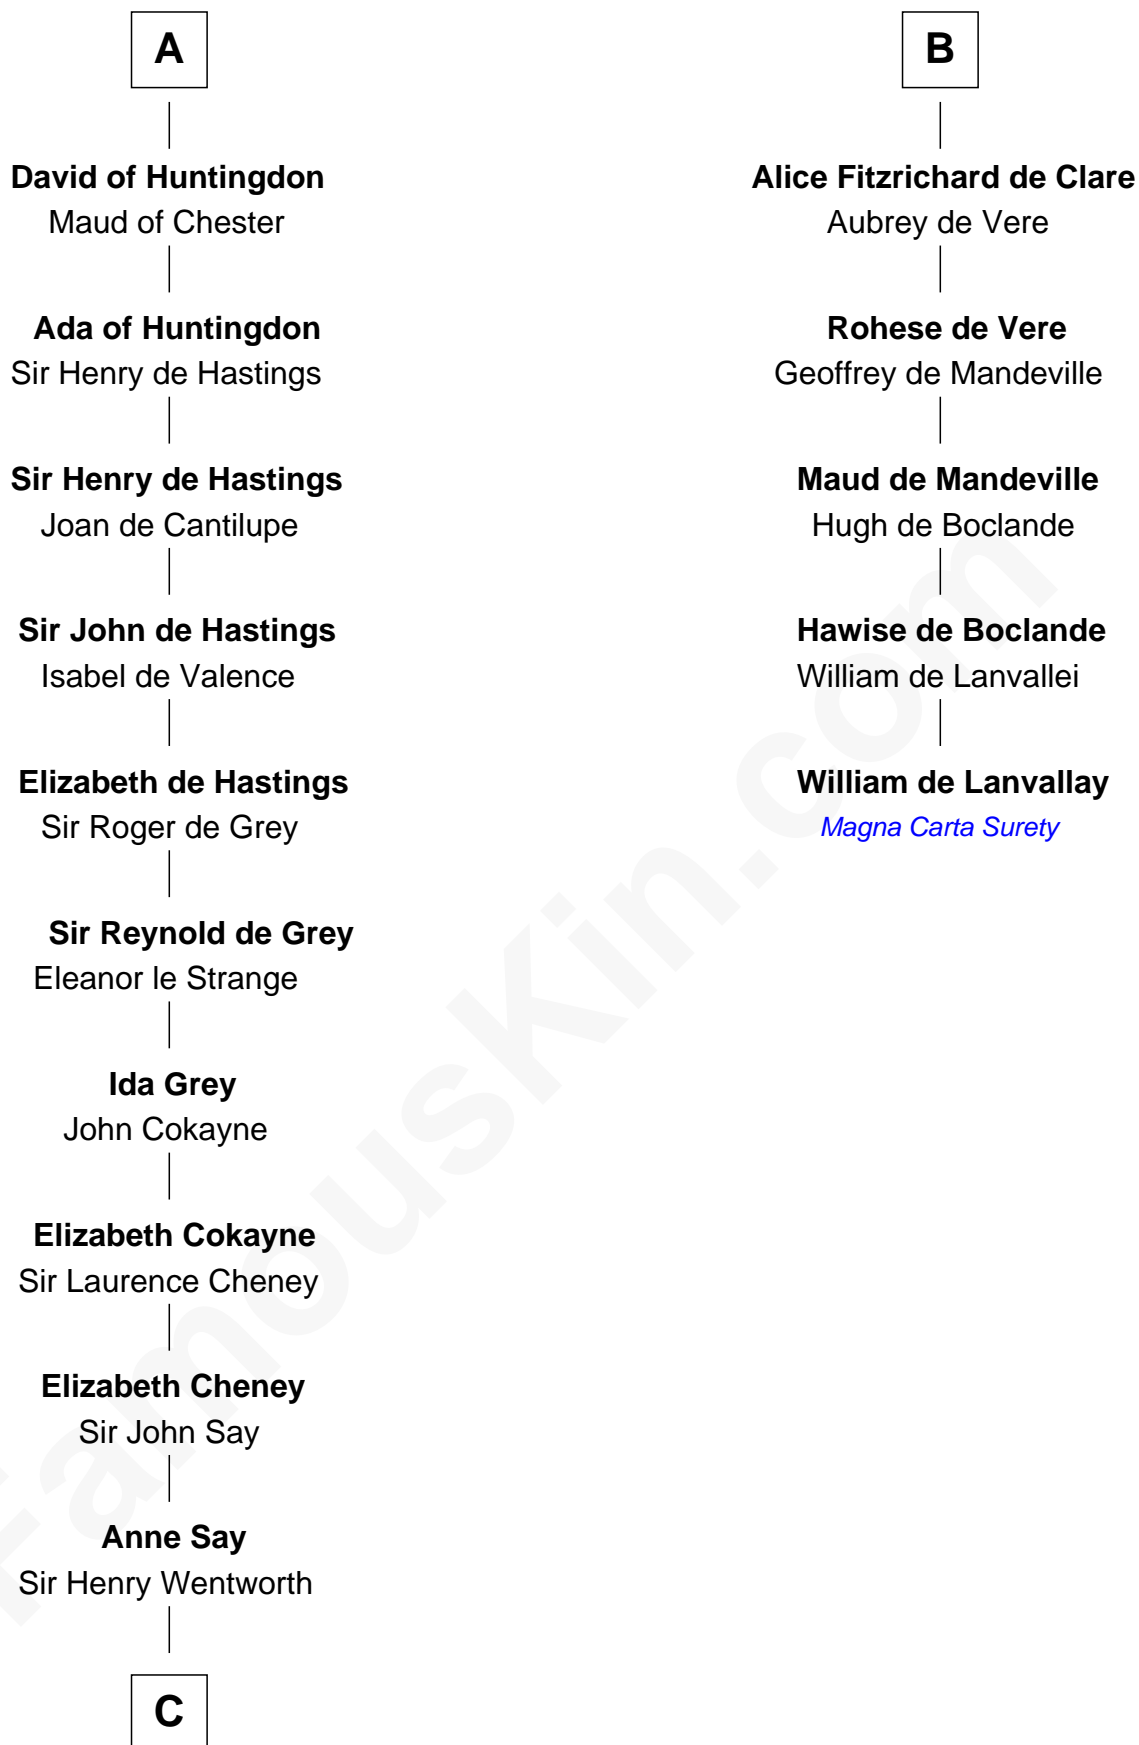 A
David of Huntingdon
Maud of Chester
Ada of Huntingdon
Sir Henry de Hastings
Sir Henry de Hastings
Joan de Cantilupe
Sir John de Hastings
Isabel de Valence
Elizabeth de Hastings
Sir Roger de Grey
Sir Reynold de Grey
Eleanor le Strange
Ida Grey
John Cokayne
Elizabeth Cokayne
Sir Laurence Cheney
Elizabeth Cheney
Sir John Say
Anne Say
Sir Henry Wentworth
C
B
Alice Fitzrichard de Clare
Aubrey de Vere
Rohese de Vere
Geoffrey de Mandeville
Maud de Mandeville
Hugh de Boclande
Hawise de Boclande
William de Lanvallei
William de Lanvallay
Magna Carta Surety
FamousKin.com